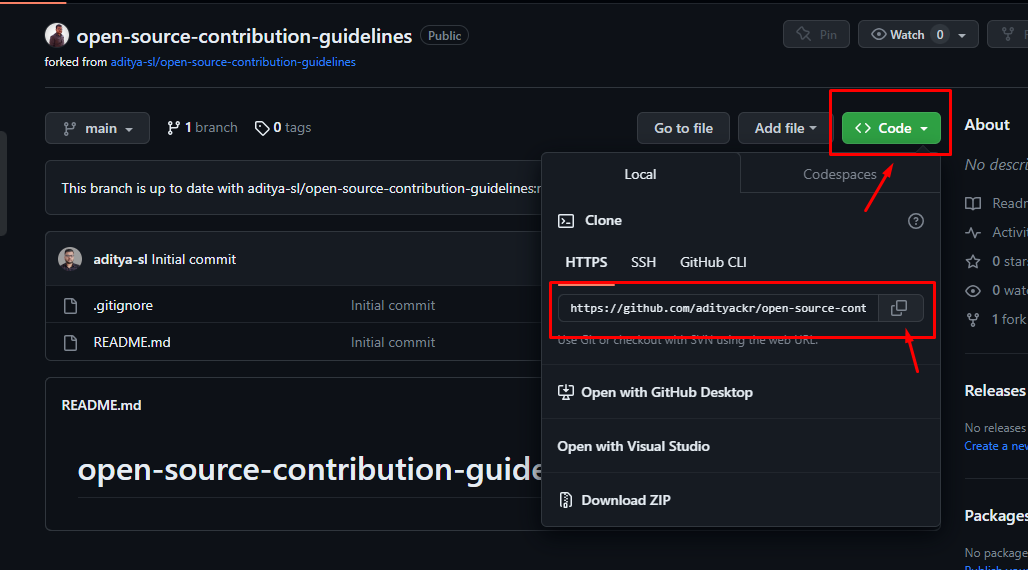 open-source-contribution-guidelines Public
Pin
Watch 0
forked from aditya-sl/open-source-contribution-guidelines
main
1 branch
0 tags
Go to file
Add file
Code
About
This branch is up to date with aditya-sl/open-source-contribution-guidelines:
Local
Codespaces
No descri
Clone
Readm
Activit
HTTPS
SSH
GitHub CLI
0 stars
0 watc
1 fork
https://github.com/adityackr/open-source-cont
Use Git or checkout with SVN using the web URL.
aditya-sl Initial commit
.gitignore
Initial commit
README.md
Initial commit
Open with GitHub Desktop
Open with Visual Studio
Download ZIP
Releases
No releases
Create a new
README.md
open-source-contribution-guide
Packages
No package